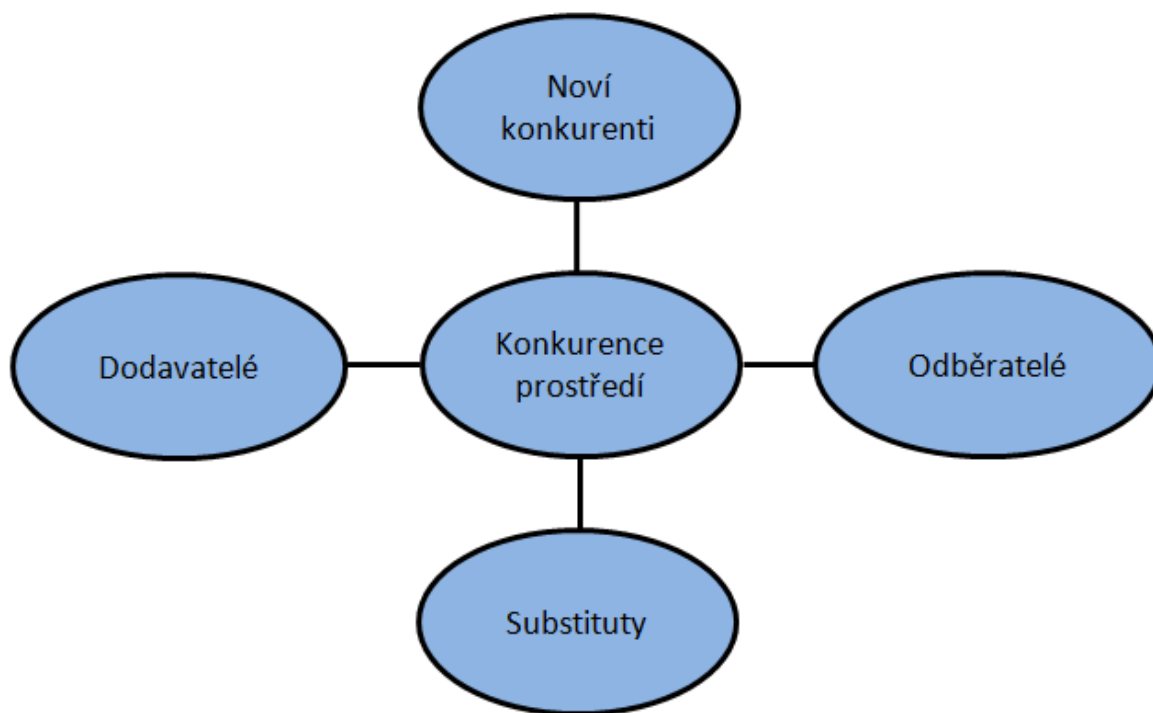 Noví
konkurenti
Dodavatelé
Konkurence
prostředí
Odběratelé
Substituty